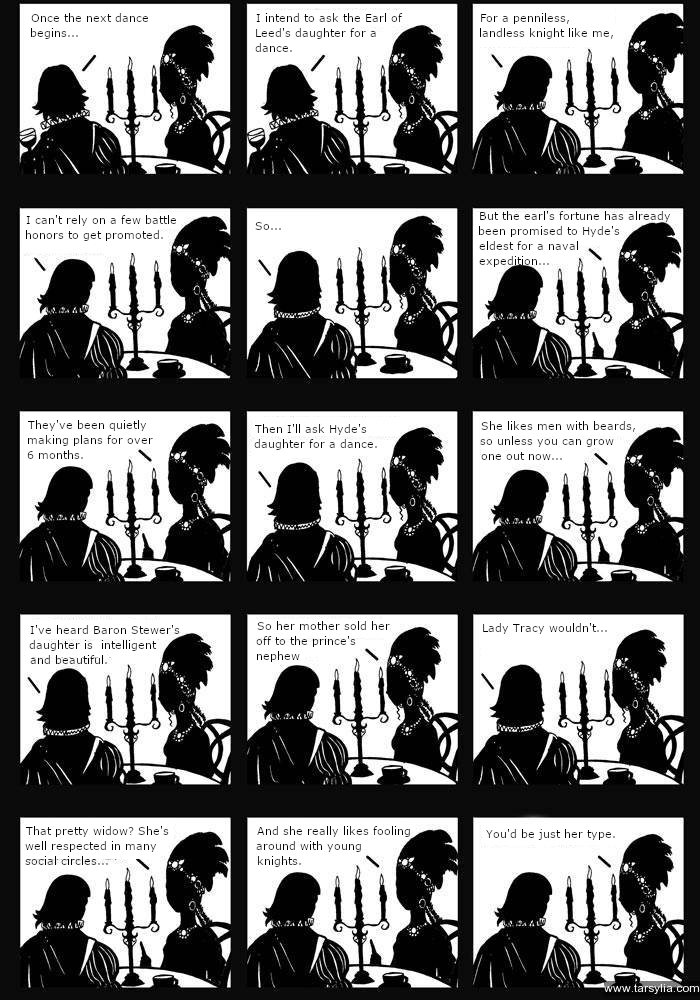 Once the next dance
begins...
I intend to ask the Earl of
Leed's daughter for a
dance.
For a penniless,
landless knight like me,
I can't rely on a few battle
honors to get promoted.
So...
But the earl's fortune has already
been promised to Hyde's
eldest for a naval
expedition...
They've been quietly
making plans for over
6 months.
Then I'll ask Hyde's
daughter for a dance.
She likes men with beards,
so unless you can grow
one out now...
I've heard Baron Stewer's
daughter is intelligent
and beautiful.
So her mother sold her
off to the prince's
nephew
Lady Tracy wouldn't...
That pretty widow? She's
well respected in many
social circles...
And she really likes fooling
around with young
knights.
You'd be just her type.
www.tarsylia.com